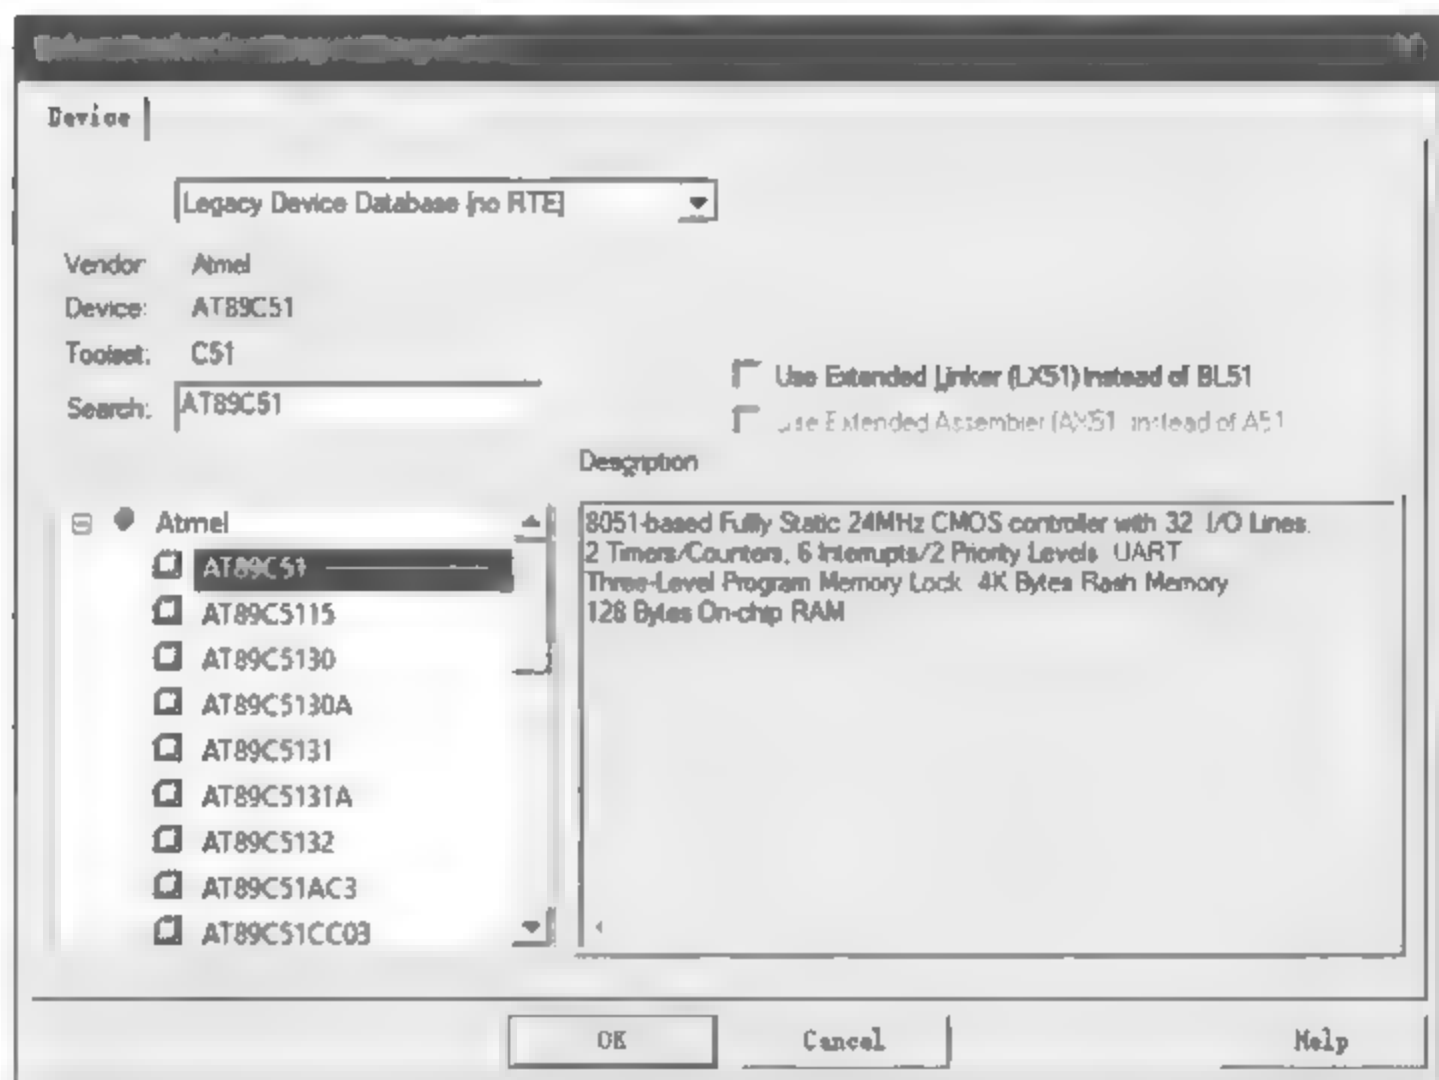 Device
Legacy Device Database [no RTE]
Vendor: Atmel
Device: AT89C51
Toolset: C51
Search: AT89C51
Use Extended Linker (LX51) instead of BL51
Use Extended Assembler (AX51) instead of A51
Description
Atmel
AT89C51
AT89C5115
AT89C5130
AT89C5130A
AT89C5131
AT89C5131A
AT89C5132
AT89C51AC3
AT89C51CC03
8051-based Fully Static 24MHz CMOS controller with 32 I/O Lines.
2 Timers/Counters, 6 Interrupts/2 Priority Levels UART
Three-Level Program Memory Lock 4K Bytes Flash Memory
128 Bytes On-chip RAM
OK
Cancel
Help